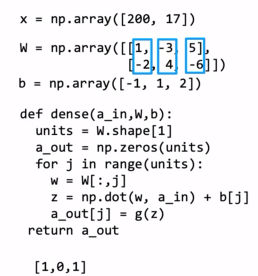 x = np.array([200, 17])
W = np.array([[1, -3, 5],
[-2, 4, -6]])
b = np.array([-1, 1, 2])
def dense(a_in,W,b):
units = W.shape[1]
a_out = np.zeros(units)
for j in range(units):
w = W[:,j]
z = np.dot(w, a_in) + b[j]
a_out[j] = g(z)
return a_out
[1,0,1]